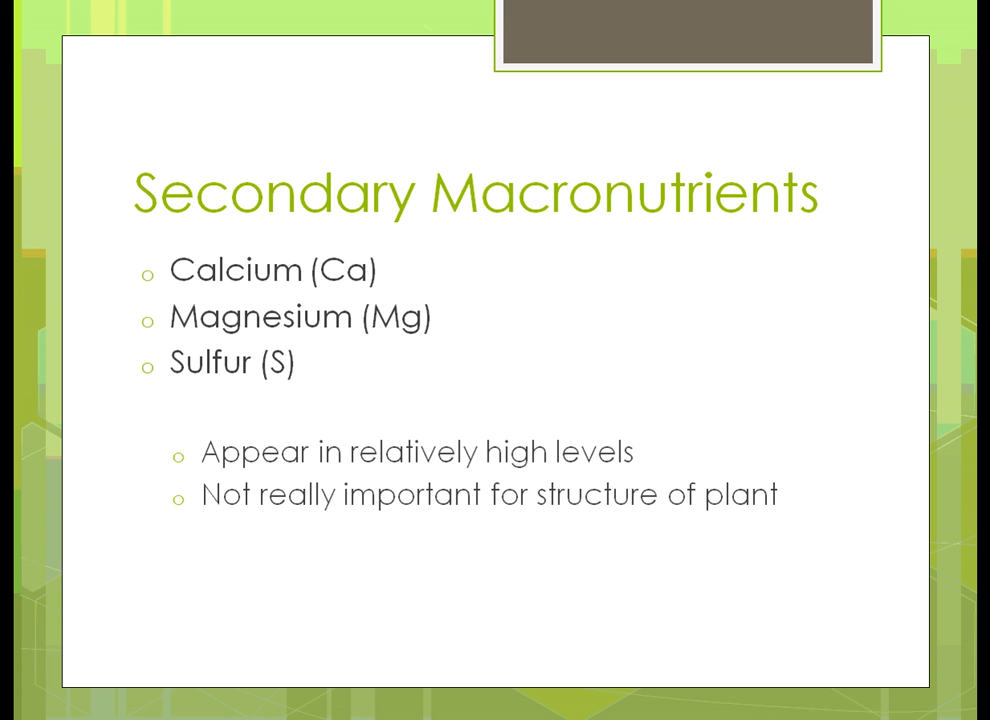 Secondary Macronutrients
Calcium (Ca)
Magnesium (Mg)
Sulfur (S)
Appear in relatively high levels
Not really important for structure of plant